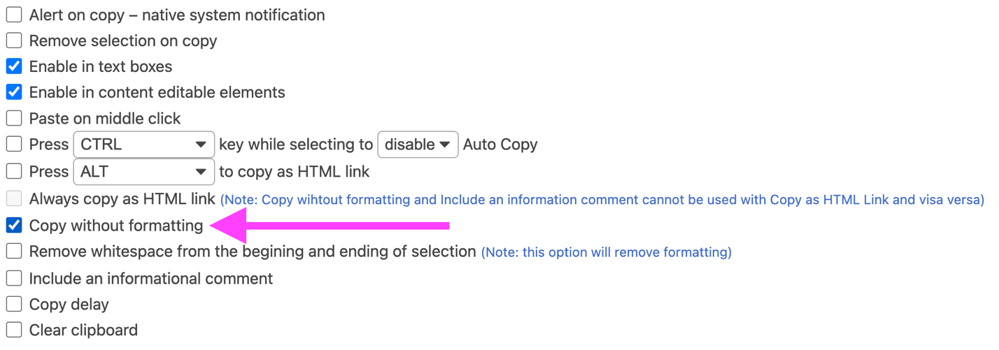 Alert on copy – native system notification
Remove selection on copy
Enable in text boxes
Enable in content editable elements
Paste on middle click
Press CTRL key while selecting to disable Auto Copy
Press ALT to copy as HTML link
Always copy as HTML link (Note: Copy wihtout formatting and Include an information comment cannot be used with Copy as HTML Link and visa versa)
Copy without formatting
Remove whitespace from the begining and ending of selection (Note: this option will remove formatting)
Include an informational comment
Copy delay
Clear clipboard